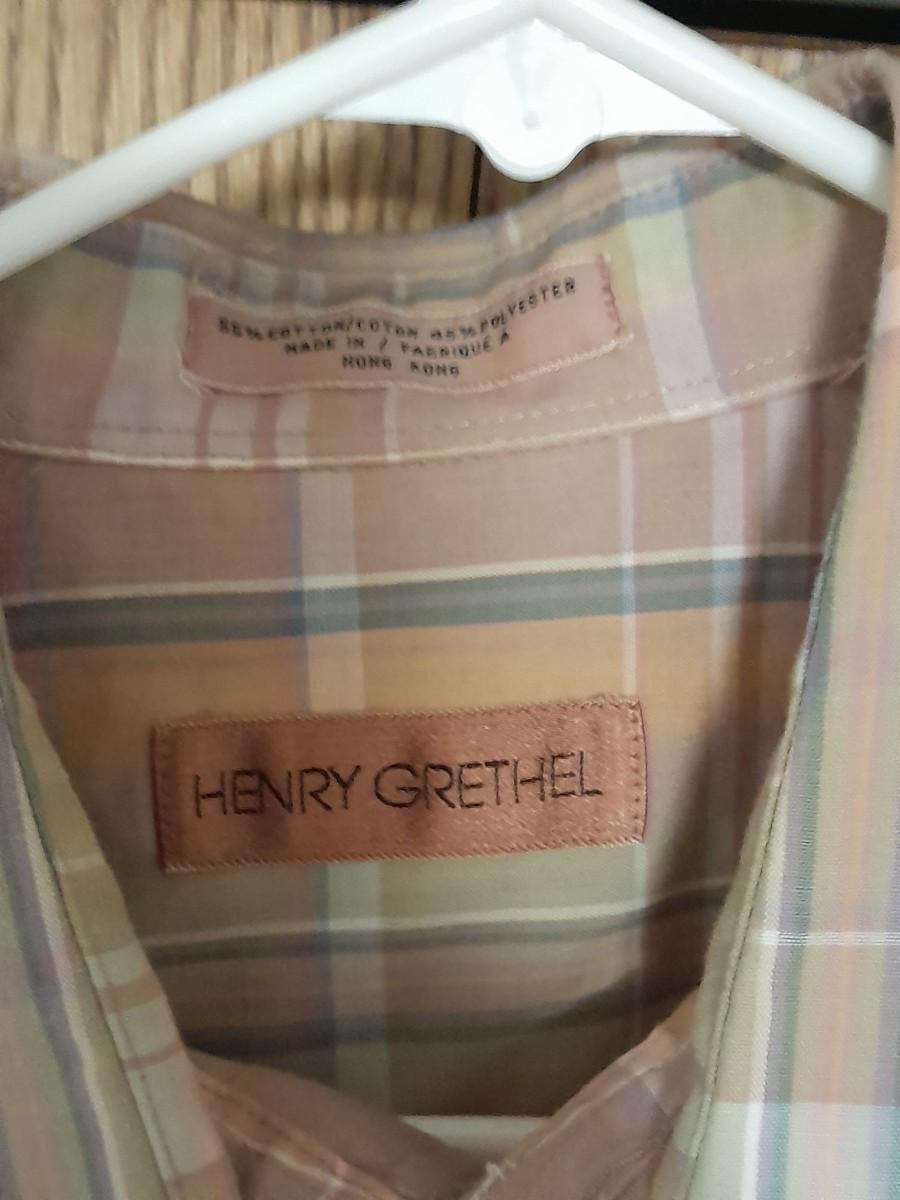 55% COTTON/COTON 45% POLYESTER
MADE IN / FABRIQUÉ À
HONG KONG
HENRY GRETHEL